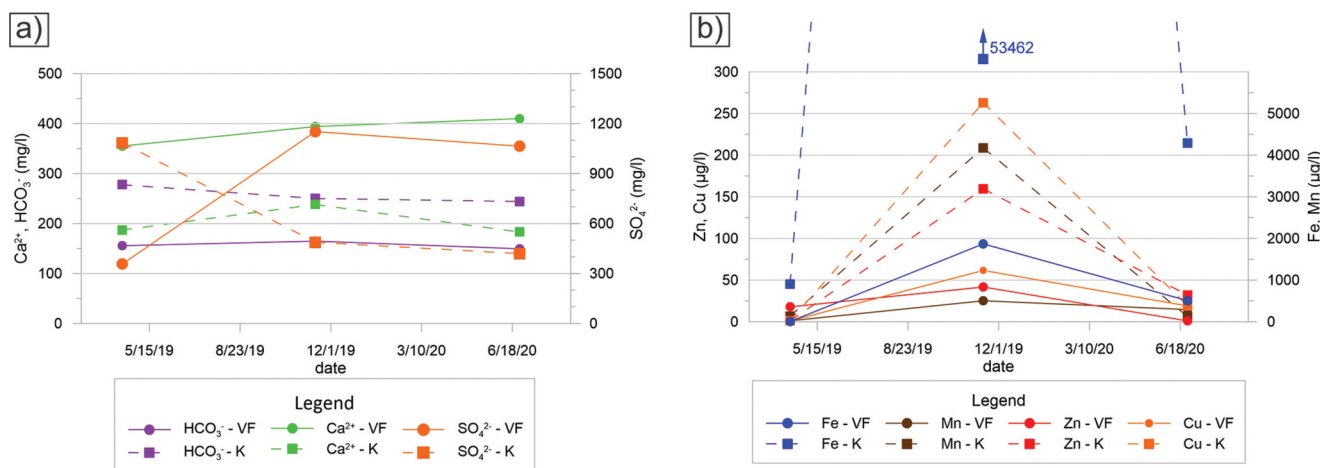 a)
500
400
300
200
100
0
Ca²⁺, HCO₃⁻ (mg/l)
1500
1200
900
600
300
0
SO₄²⁻ (mg/l)
5/15/19 8/23/19 12/1/19 3/10/20 6/18/20
date
Legend
HCO₃⁻ - VF Ca²⁺ - VF SO₄²⁻ - VF
HCO₃⁻ - K Ca²⁺ - K SO₄²⁻ - K
b)
53462
300
250
200
150
100
50
0
Zn, Cu (µg/l)
5000
4000
3000
2000
1000
0
Fe, Mn (µg/l)
5/15/19 8/23/19 12/1/19 3/10/20 6/18/20
date
Legend
Fe - VF Mn - VF Zn - VF Cu - VF
Fe - K Mn - K Zn - K Cu - K